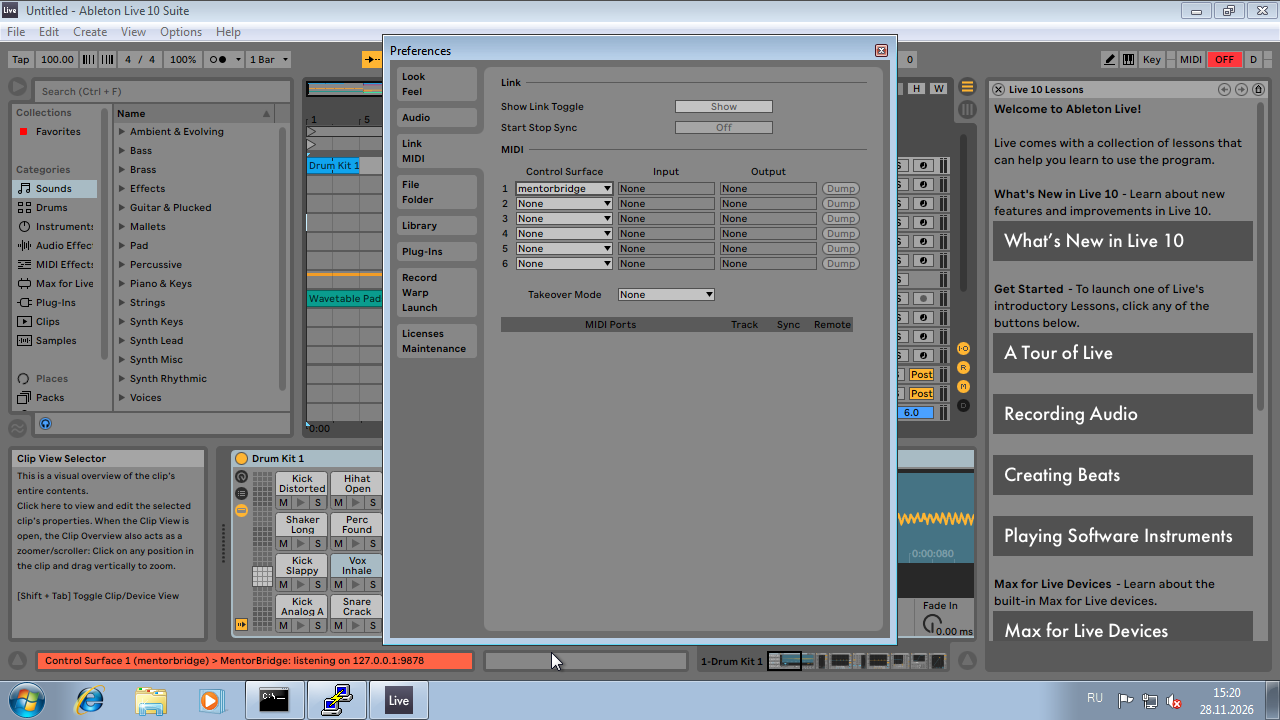 Untitled - Ableton Live 10 Suite
File Edit Create View Options Help
Tap 100.00 4 / 4 100% 1 Bar 0 Key MIDI OFF D
Search (Ctrl + F)
Collections
Favorites
Categories
Sounds
Drums
Instruments
Audio Effec
MIDI Effects
Max for Live
Plug-Ins
Clips
Samples
Places
Packs
Name
Ambient & Evolving
Bass
Brass
Effects
Guitar & Plucked
Mallets
Pad
Percussive
Piano & Keys
Strings
Synth Keys
Synth Lead
Synth Misc
Synth Rhythmic
Voices
1 5
Drum Kit 1
Wavetable Pad
0:00
Preferences
Look
Feel
Audio
Link
MIDI
File
Folder
Library
Plug-Ins
Record
Warp
Launch
Licenses
Maintenance
Link
Show Link Toggle Show
Start Stop Sync Off
MIDI
Control Surface Input Output
1 mentorbridge None None Dump
2 None None None Dump
3 None None None Dump
4 None None None Dump
5 None None None Dump
6 None None None Dump
Takeover Mode None
MIDI Ports Track Sync Remote
H W
S
S
S
S
S
S
S
S
S
S
S
Post
Post
6.0
I·O
R
M
D
Live 10 Lessons
Welcome to Ableton Live!
Live comes with a collection of lessons that
can help you learn to use the program.
What's New in Live 10 - Learn about new
features and improvements in Live 10.
What's New in Live 10
Get Started - To launch one of Live's
introductory Lessons, click any of the
buttons below.
A Tour of Live
Recording Audio
Creating Beats
Playing Software Instruments
Max for Live Devices - Learn about the
built-in Max for Live devices.
Max for Live Devices
Clip View Selector
This is a visual overview of the clip's
entire contents.
Click here to view and edit the selected
clip's properties. When the Clip View is
open, the Clip Overview also acts as a
zoomer/scroller: Click on any position in
the clip and drag vertically to zoom.
[Shift + Tab] Toggle Clip/Device View
Drum Kit 1
Kick Distorted
Hihat Open
M S M S
Shaker Long
Perc Found
M S M S
Kick Slappy
Vox Inhale
M S M S
Kick Analog A
Snare Crack
M S M S
0:00:080
Fade In
0.00 ms
Control Surface 1 (mentorbridge) > MentorBridge: listening on 127.0.0.1:9878
1-Drum Kit 1
C:\
Live
RU
15:20
28.11.2026